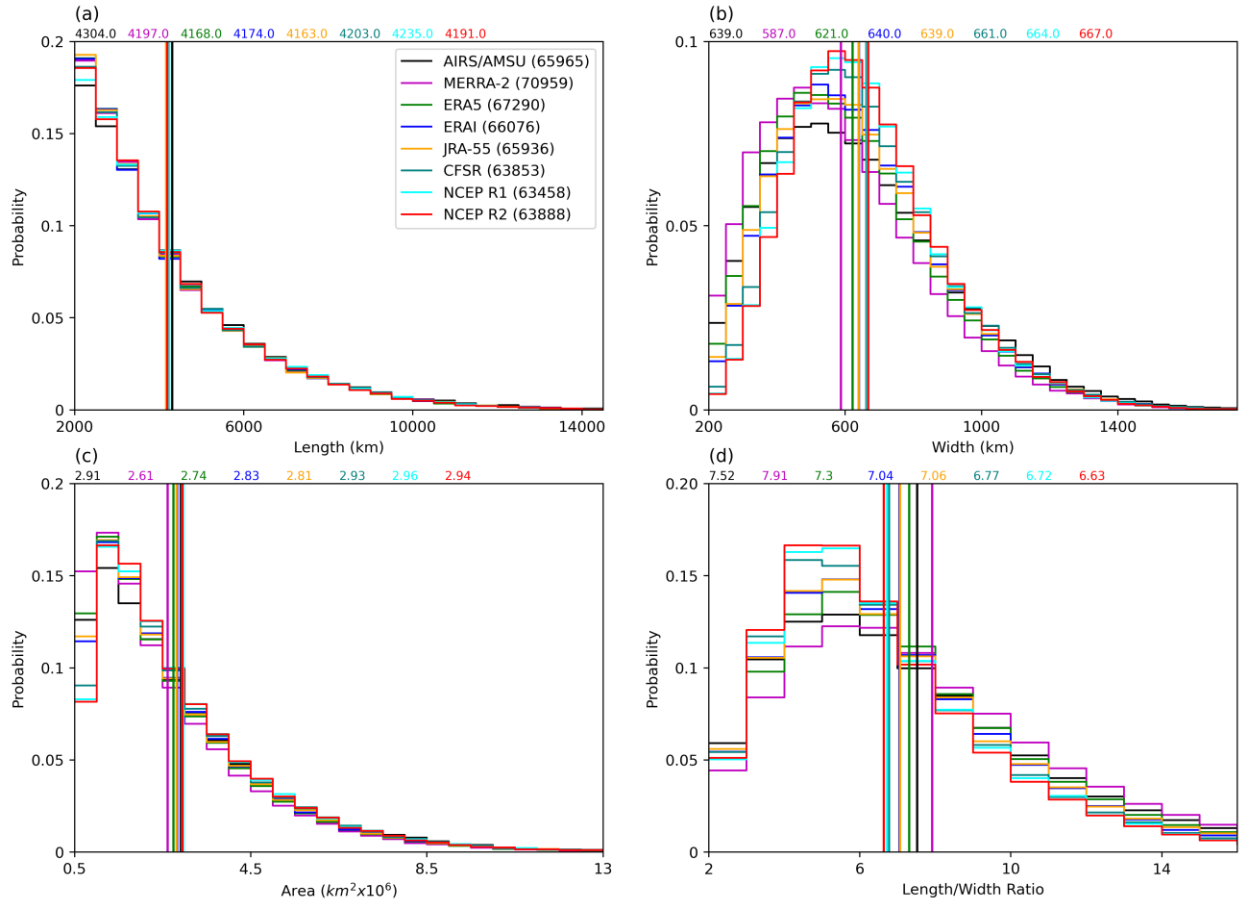 (a)
4304.0 4197.0 4168.0 4174.0 4163.0 4203.0 4235.0 4191.0
0.2
0.15
0.1
0.05
0
Probability
AIRS/AMSU (65965)
MERRA-2 (70959)
ERA5 (67290)
ERAI (66076)
JRA-55 (65936)
CFSR (63853)
NCEP R1 (63458)
NCEP R2 (63888)
2000 6000 10000 14000
Length (km)
(b)
639.0 587.0 621.0 640.0 639.0 661.0 664.0 667.0
0.1
0.05
0
Probability
200 600 1000 1400
Width (km)
(c)
2.91 2.61 2.74 2.83 2.81 2.93 2.96 2.94
0.20
0.15
0.10
0.05
0
Probability
0.5 4.5 8.5 13
Area (km²x10⁶)
(d)
7.52 7.91 7.3 7.04 7.06 6.77 6.72 6.63
0.20
0.15
0.10
0.05
0
Probability
2 6 10 14
Length/Width Ratio